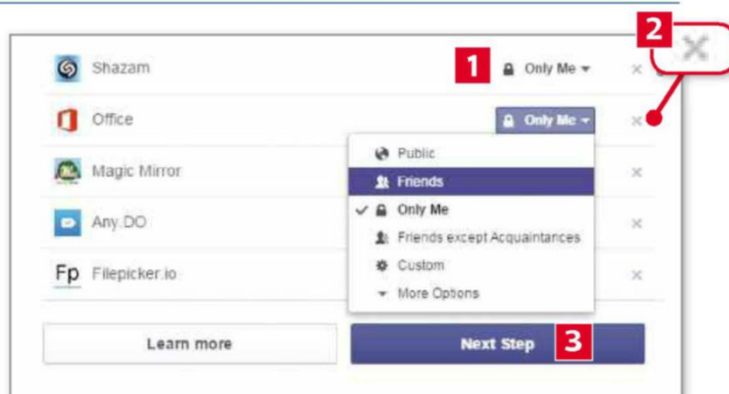 2
Shazam 1 Only Me
Office Only Me
Public
Magic Mirror
Friends
Only Me
Any.DO
Friends except Acquaintances
Custom
Fp Filepicker.io
More Options
Learn more Next Step 3